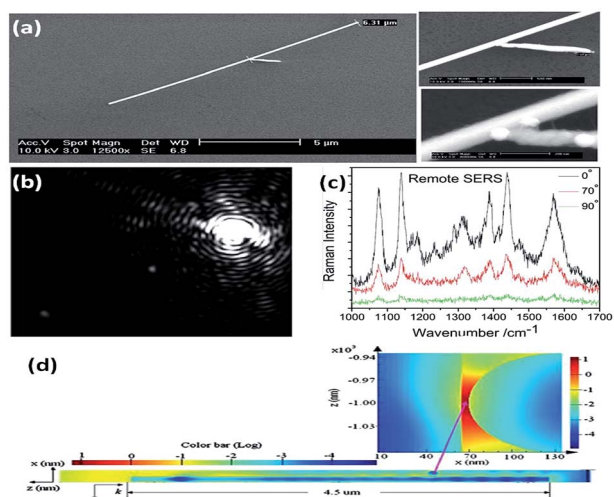 (a)
6.31 µm
Acc.V Spot Magn Det WD
10.0 kV 3.0 12500x SE 6.8
5 µm
(b)
(c)
Remote SERS
0°
70°
90°
Raman Intensity
1000 1100 1200 1300 1400 1500 1600 1700
Wavenumber /cm-1
(d)
x10³
-0.94
-0.97
-1.00
-1.03
z (nm)
10 40 70 100 130
x (nm)
1
0
-1
-2
-3
-4
Color bar (Log)
1 0 -1 -2 -3 -4
x (nm)
z (nm)
k
4.5 um